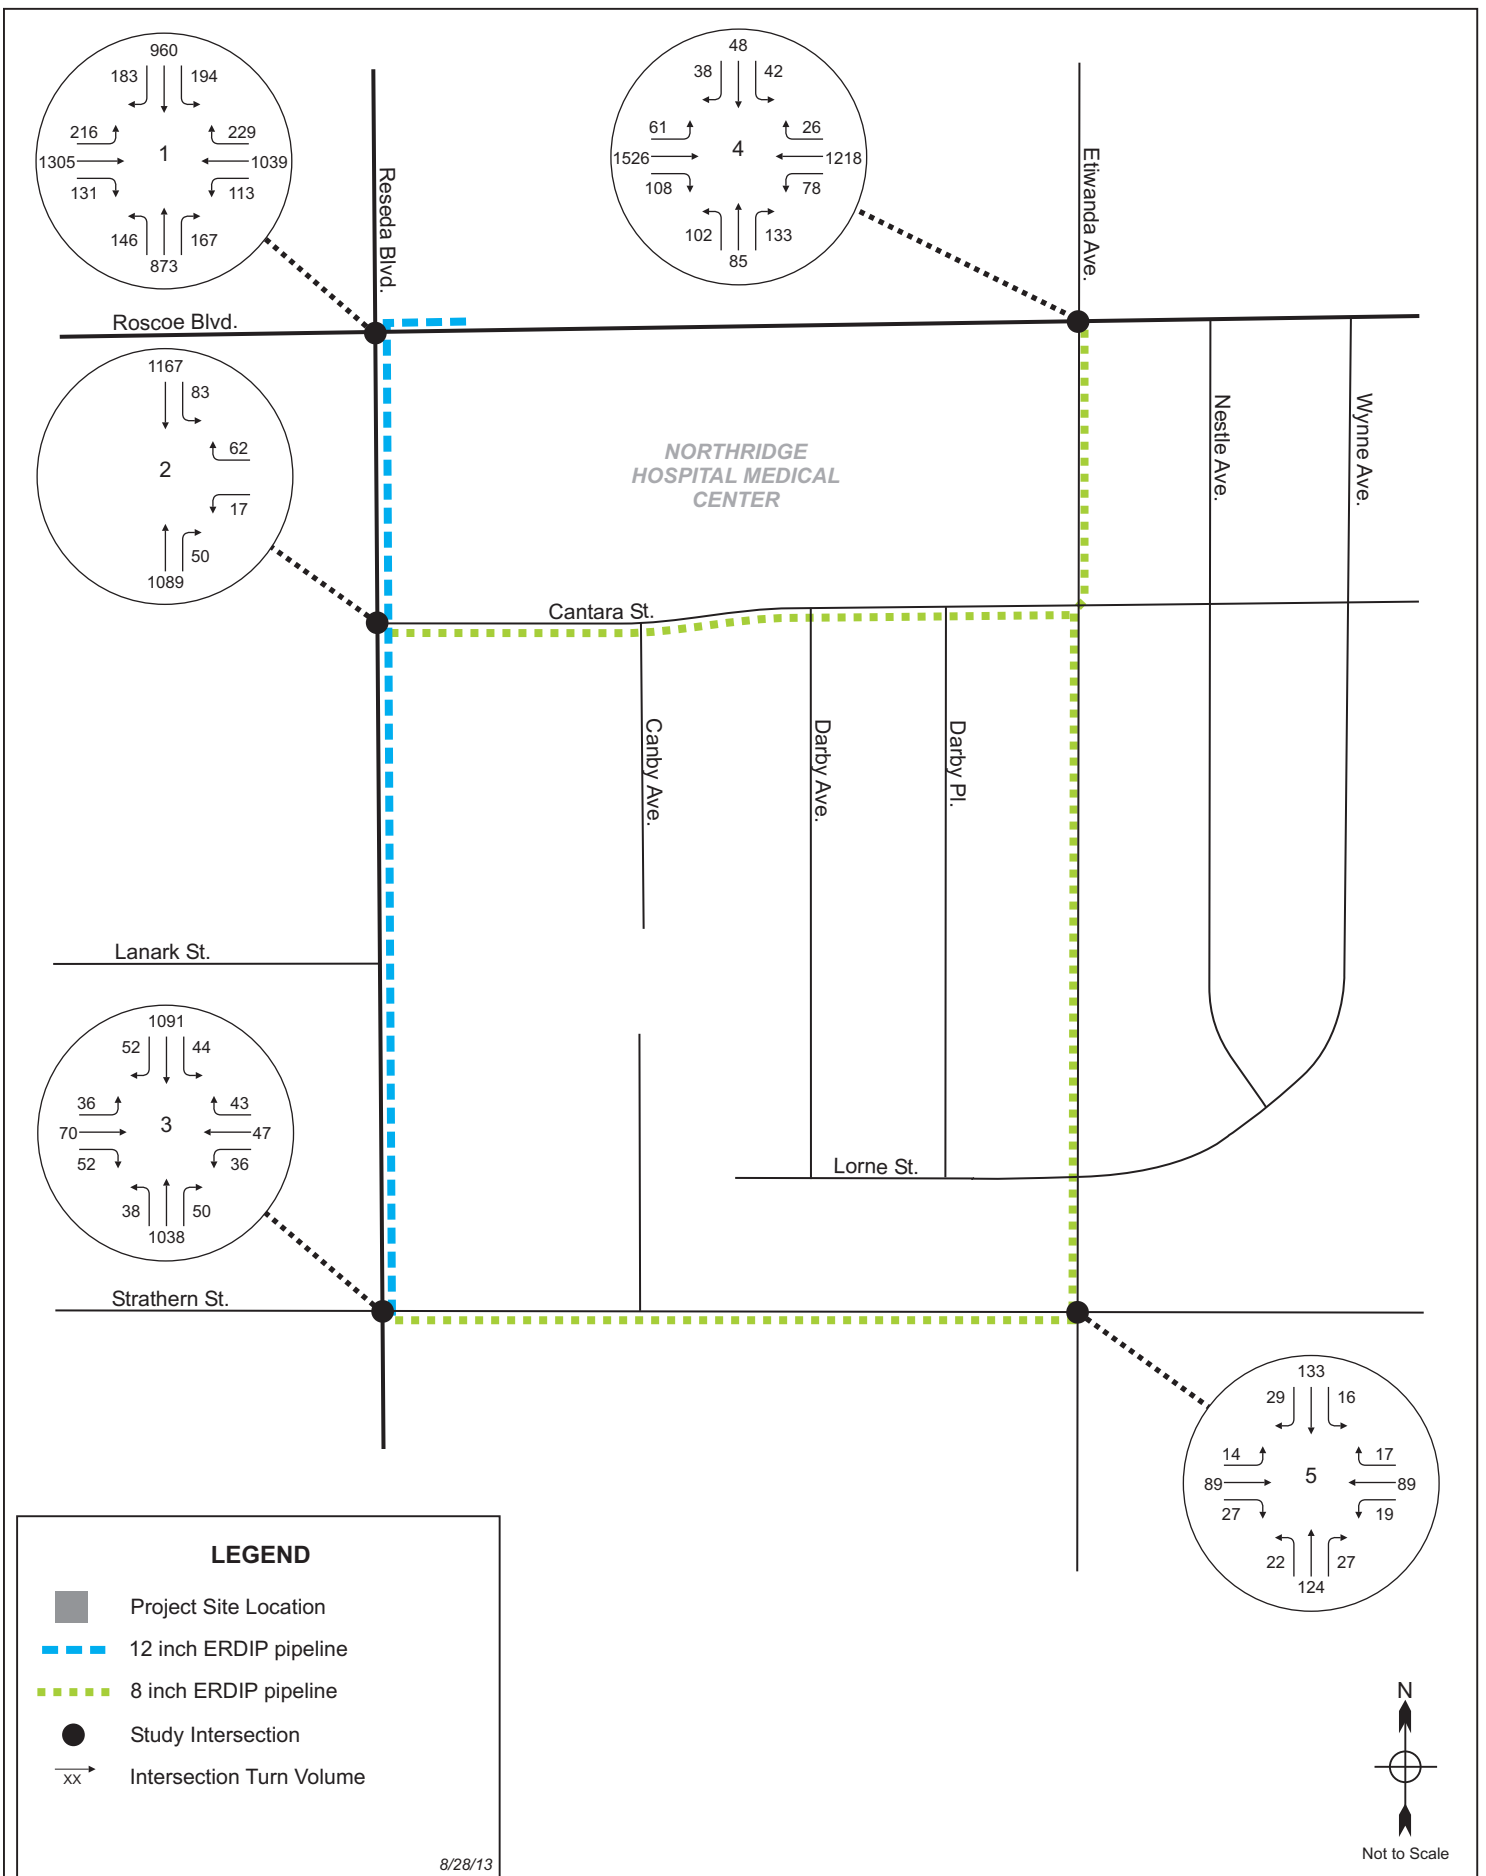 960
183
194
216
229
1305
1
1039
131
113
146
167
873
48
38
42
61
26
1526
4
1218
108
78
102
133
85
Reseda Blvd.
Etiwanda Ave.
Roscoe Blvd.
1167
83
62
2
17
50
1089
NORTHRIDGE
HOSPITAL MEDICAL
CENTER
Nestle Ave.
Wynne Ave.
Cantara St.
Canby Ave.
Darby Ave.
Darby Pl.
Lanark St.
1091
52
44
36
43
70
3
47
52
36
38
50
1038
Lorne St.
Strathern St.
133
29
16
14
17
89
5
89
27
19
22
27
124
LEGEND
Project Site Location
12 inch ERDIP pipeline
8 inch ERDIP pipeline
Study Intersection
XX
Intersection Turn Volume
8/28/13
N
Not to Scale